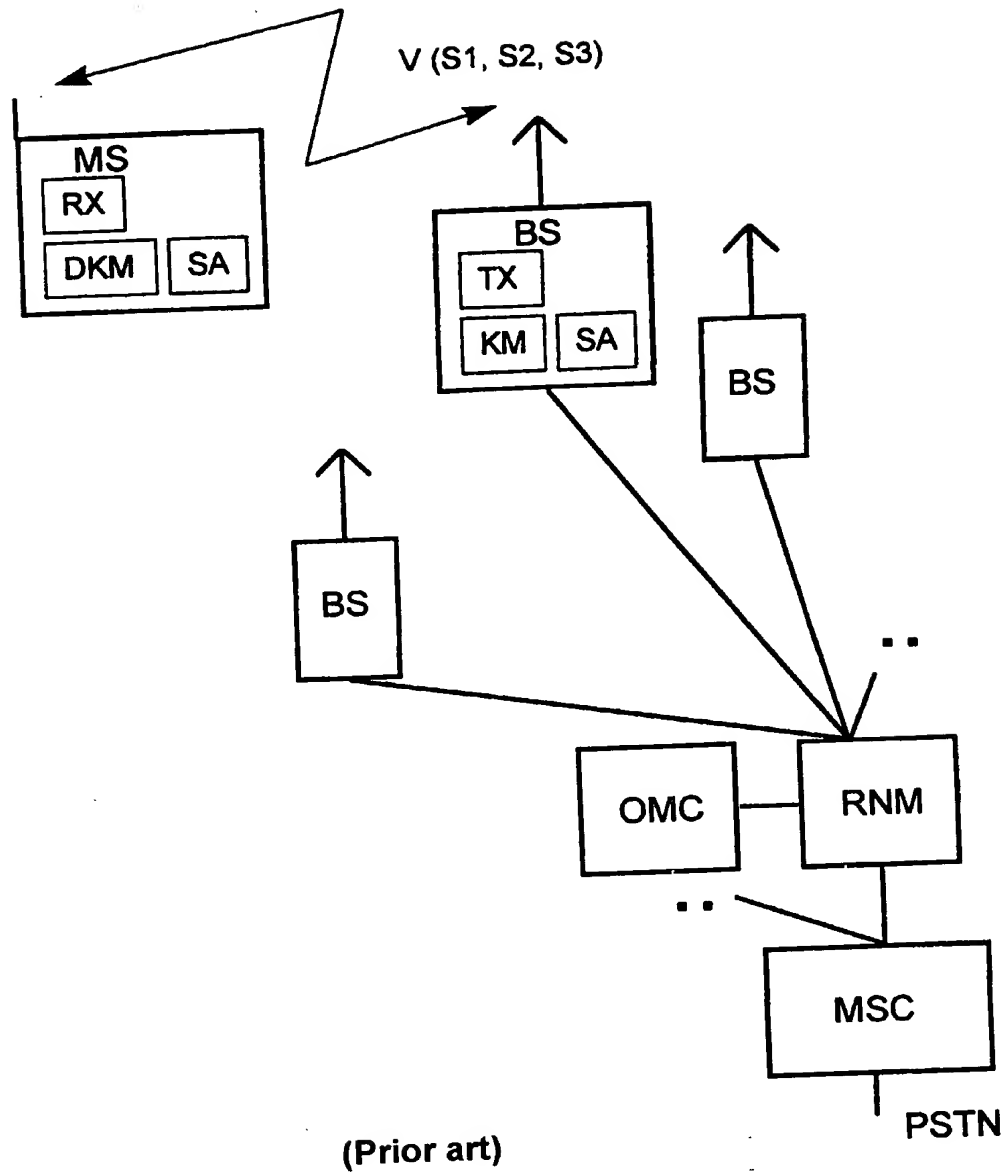 V (S1, S2, S3)
MS
RX
DKM
SA
BS
TX
KM
SA
BS
BS
..
OMC
RNM
..
MSC
PSTN
(Prior art)